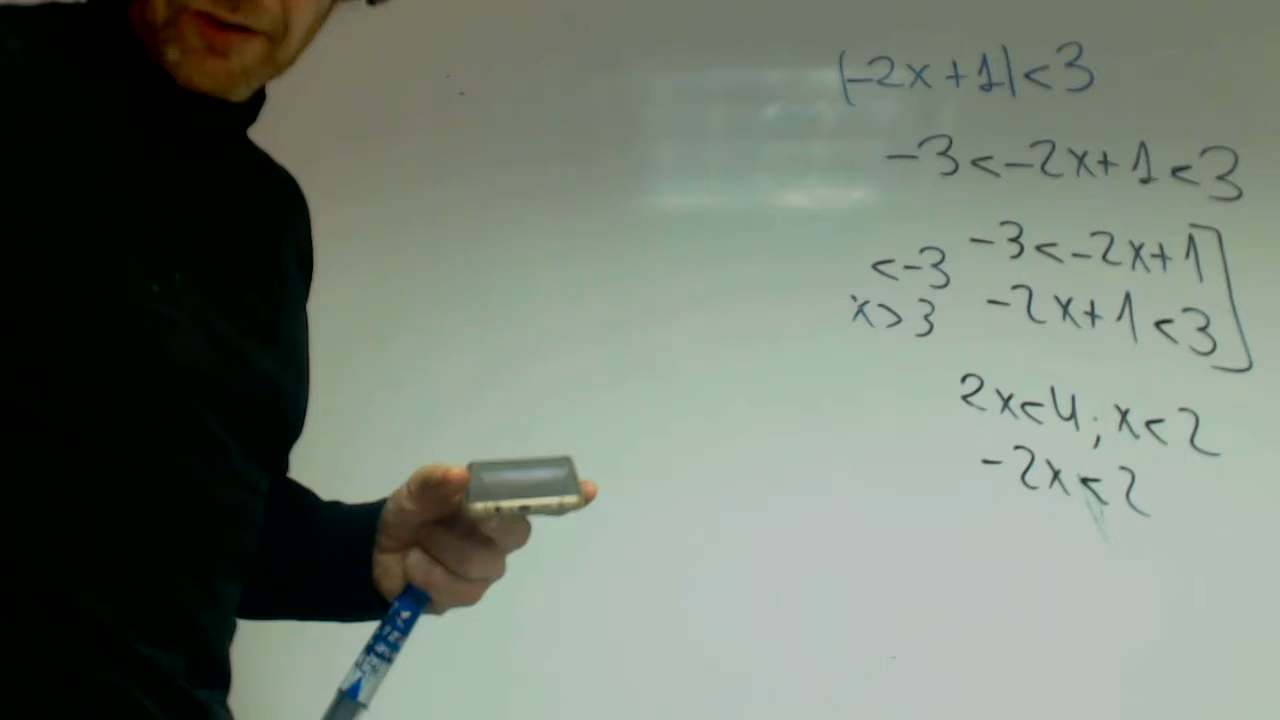 |-2x+1|<3
-3<-2x+1<3
<-3 -3<-2x+1
x>3 -2x+1<3
2x<4; x<2
-2x<2